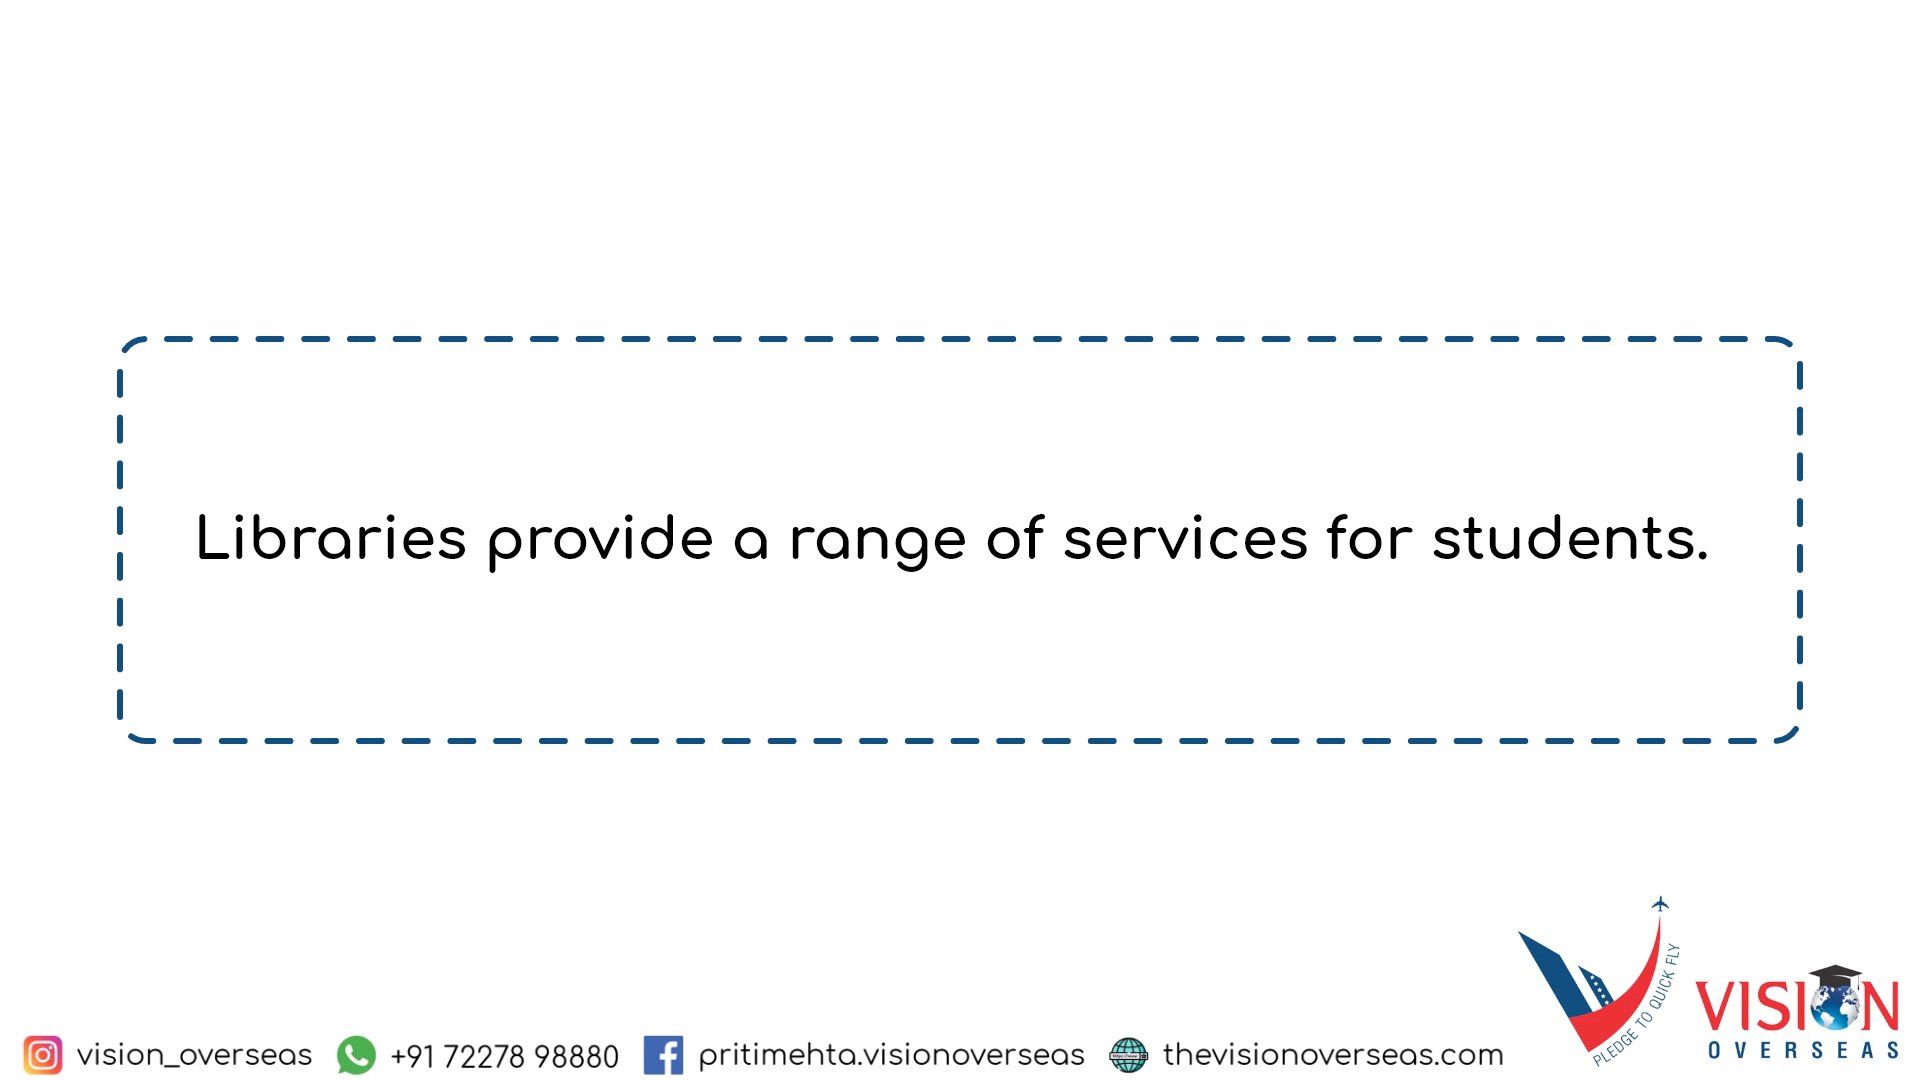 Libraries provide a range of services for students.
PLEDGE TO QUICK FLY
VISION
OVERSEAS
vision_overseas +91 72278 98880 pritimehta.visionoverseas thevisionoverseas.com